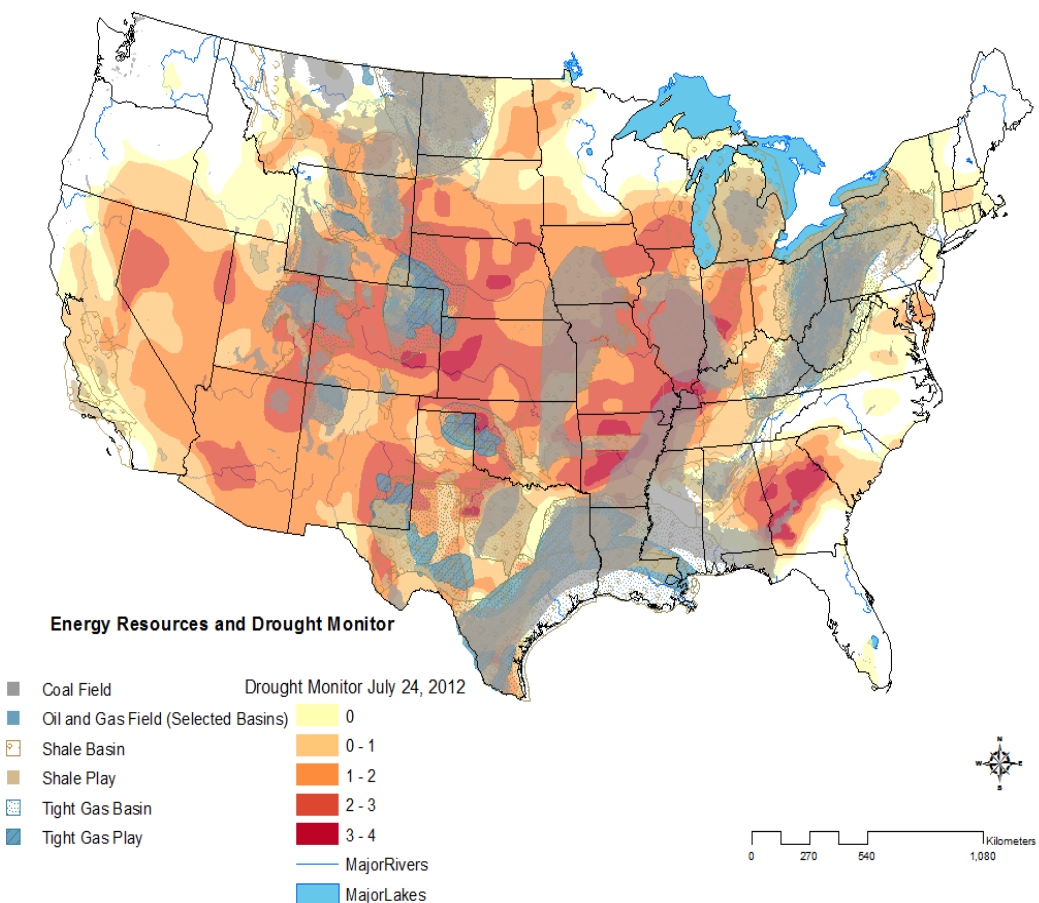 Energy Resources and Drought Monitor
Coal Field
Oil and Gas Field (Selected Basins)
Shale Basin
Shale Play
Tight Gas Basin
Tight Gas Play
Drought Monitor July 24, 2012
0
0 - 1
1 - 2
2 - 3
3 - 4
MajorRivers
MajorLakes
N
W E
S
Kilometers
0 270 540 1,080